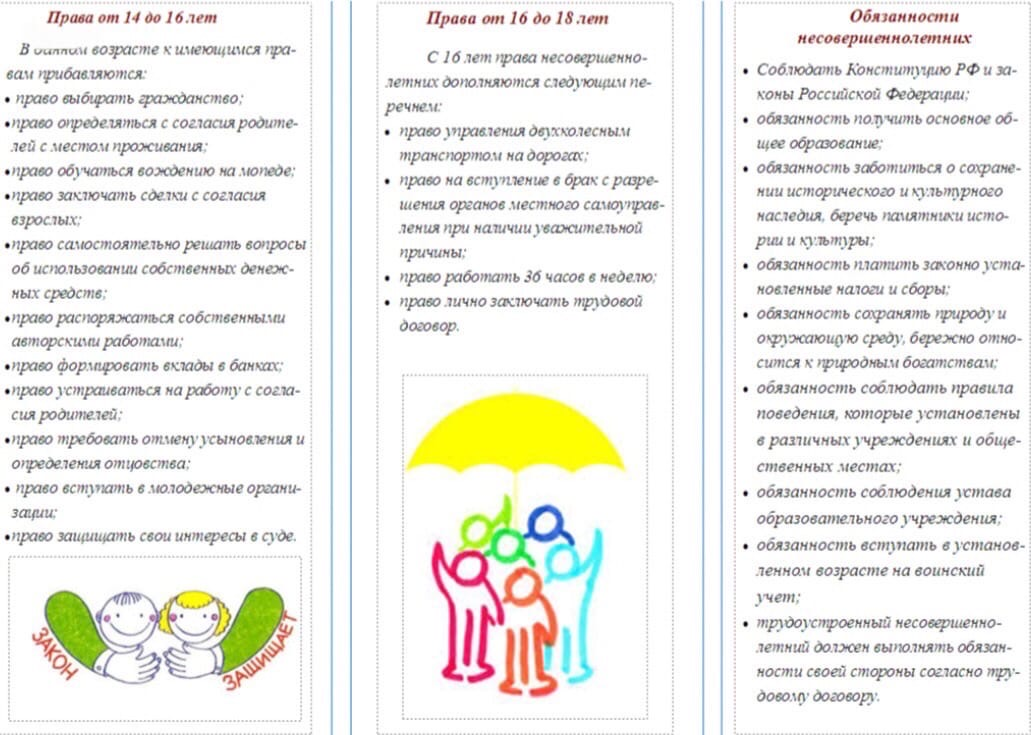 Права от 14 до 16 лет
В данном возрасте к имеющимся пра-
вам прибавляются:
• право выбирать гражданство;
•право определяться с согласия родите-
лей с местом проживания;
•право обучаться вождению на мопеде;
•право заключать сделки с согласия
взрослых;
•право самостоятельно решать вопросы
об использовании собственных денеж-
ных средств;
•право распоряжаться собственными
авторскими работами;
•право формировать вклады в банках;
•право устраиваться на работу с согла-
сия родителей;
•право требовать отмену усыновления и
определения отцовства;
• право вступать в молодежные органи-
зации;
•право защищать свои интересы в суде.
ЗАКОН
ЗАЩИЩАЕТ
Права от 16 до 18 лет
С 16 лет права несовершенно-
летних дополняются следующим пе-
речнем:
• право управления двухколесным
транспортом на дорогах;
• право на вступление в брак с разре-
шения органов местного самоуправ-
ления при наличии уважительной
причины;
• право работать 36 часов в неделю;
• право лично заключать трудовой
договор.
Обязанности
несовершеннолетних
• Соблюдать Конституцию РФ и за-
коны Российской Федерации;
• обязанность получить основное об-
щее образование;
• обязанность заботиться о сохране-
нии исторического и культурного
наследия, беречь памятники исто-
рии и культуры;
• обязанность платить законно уста-
новленные налоги и сборы;
• обязанность сохранять природу и
окружающую среду, бережно отно-
сится к природным богатствам;
• обязанность соблюдать правила
поведения, которые установлены
в различных учреждениях и обще-
ственных местах;
• обязанность соблюдения устава
образовательного учреждения;
• обязанность вступать в установ-
ленном возрасте на воинский
учет;
• трудоустроенный несовершенно-
летний должен выполнять обязан-
ности своей стороны согласно тру-
довому договору.